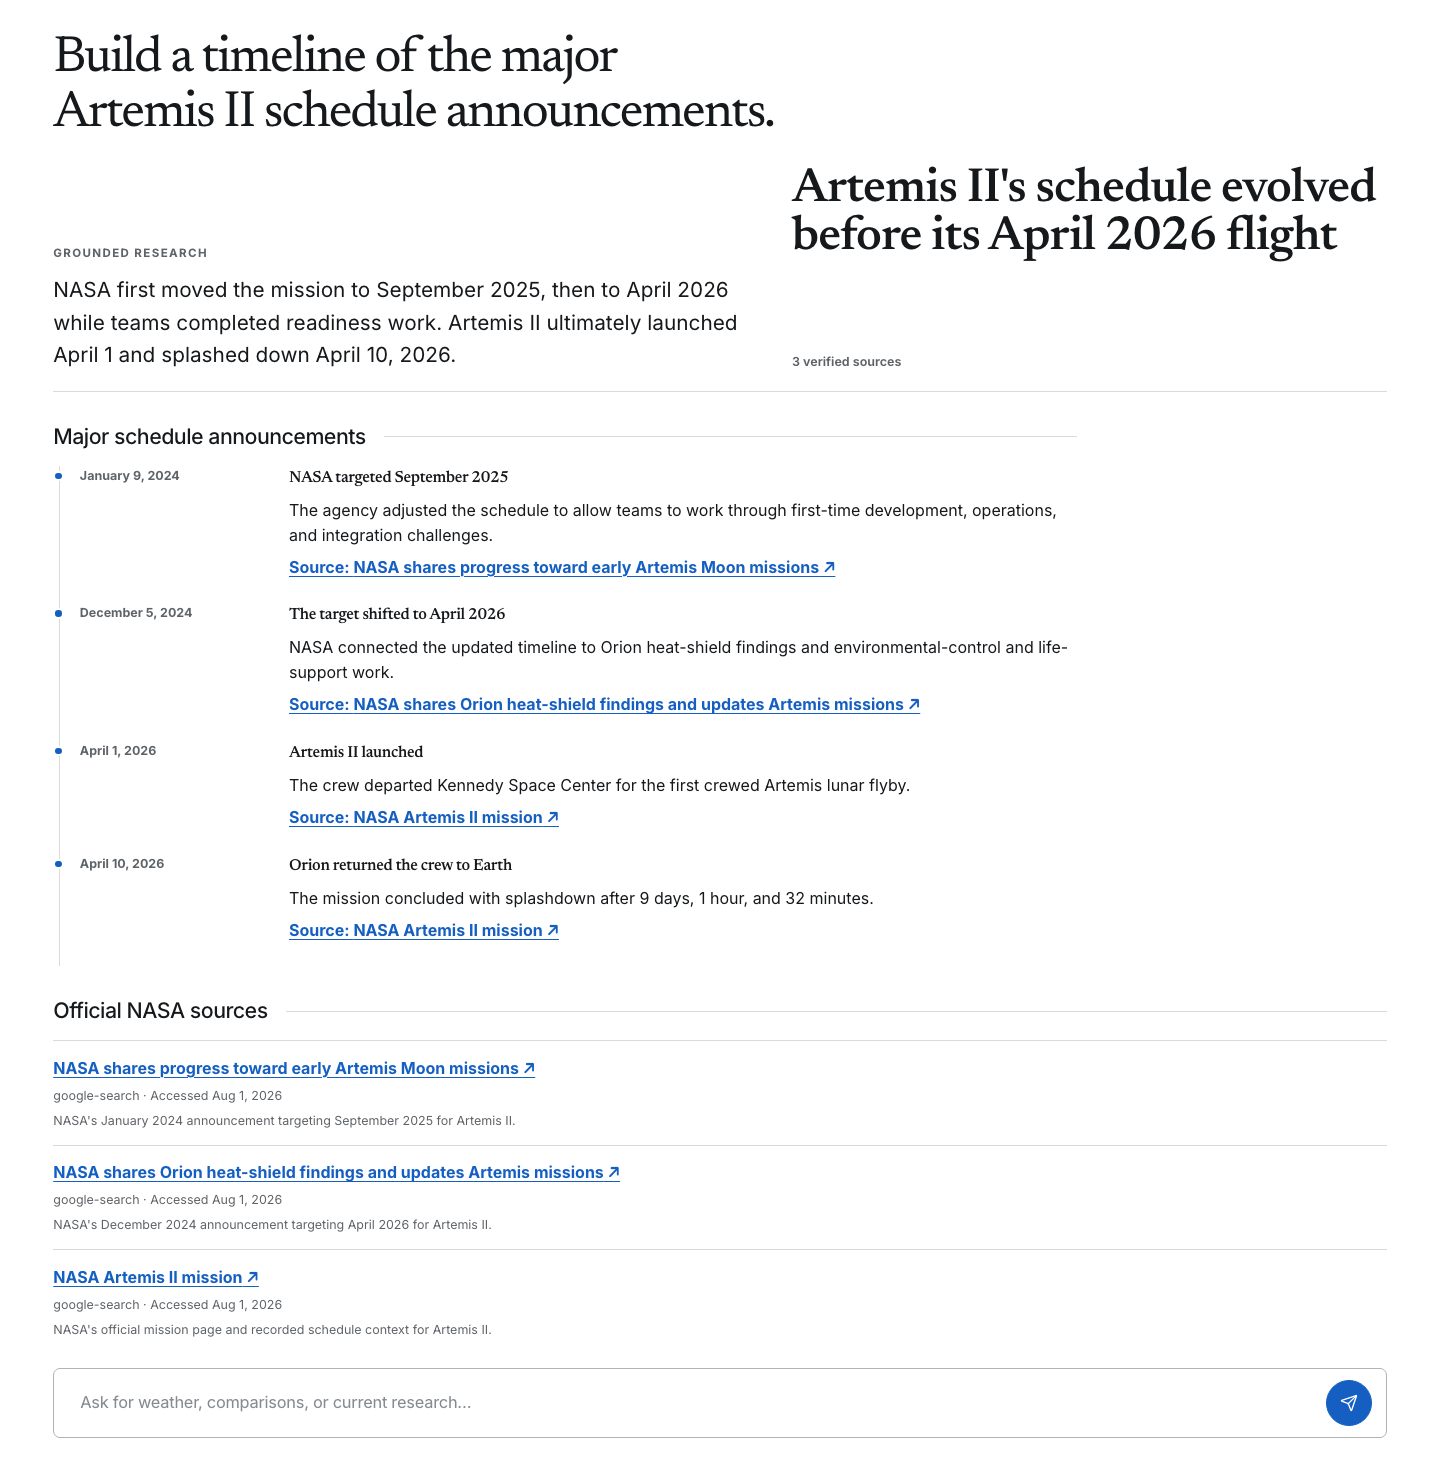 Build a timeline of the major
Artemis II schedule announcements.
GROUNDED RESEARCH
NASA first moved the mission to September 2025, then to April 2026
while teams completed readiness work. Artemis II ultimately launched
April 1 and splashed down April 10, 2026.
Artemis II's schedule evolved
before its April 2026 flight
3 verified sources
Major schedule announcements
January 9, 2024
NASA targeted September 2025
The agency adjusted the schedule to allow teams to work through first-time development, operations,
and integration challenges.
Source: NASA shares progress toward early Artemis Moon missions ↗
December 5, 2024
The target shifted to April 2026
NASA connected the updated timeline to Orion heat-shield findings and environmental-control and life-
support work.
Source: NASA shares Orion heat-shield findings and updates Artemis missions ↗
April 1, 2026
Artemis II launched
The crew departed Kennedy Space Center for the first crewed Artemis lunar flyby.
Source: NASA Artemis II mission ↗
April 10, 2026
Orion returned the crew to Earth
The mission concluded with splashdown after 9 days, 1 hour, and 32 minutes.
Source: NASA Artemis II mission ↗
Official NASA sources
NASA shares progress toward early Artemis Moon missions ↗
google-search · Accessed Aug 1, 2026
NASA's January 2024 announcement targeting September 2025 for Artemis II.
NASA shares Orion heat-shield findings and updates Artemis missions ↗
google-search · Accessed Aug 1, 2026
NASA's December 2024 announcement targeting April 2026 for Artemis II.
NASA Artemis II mission ↗
google-search · Accessed Aug 1, 2026
NASA's official mission page and recorded schedule context for Artemis II.
Ask for weather, comparisons, or current research...